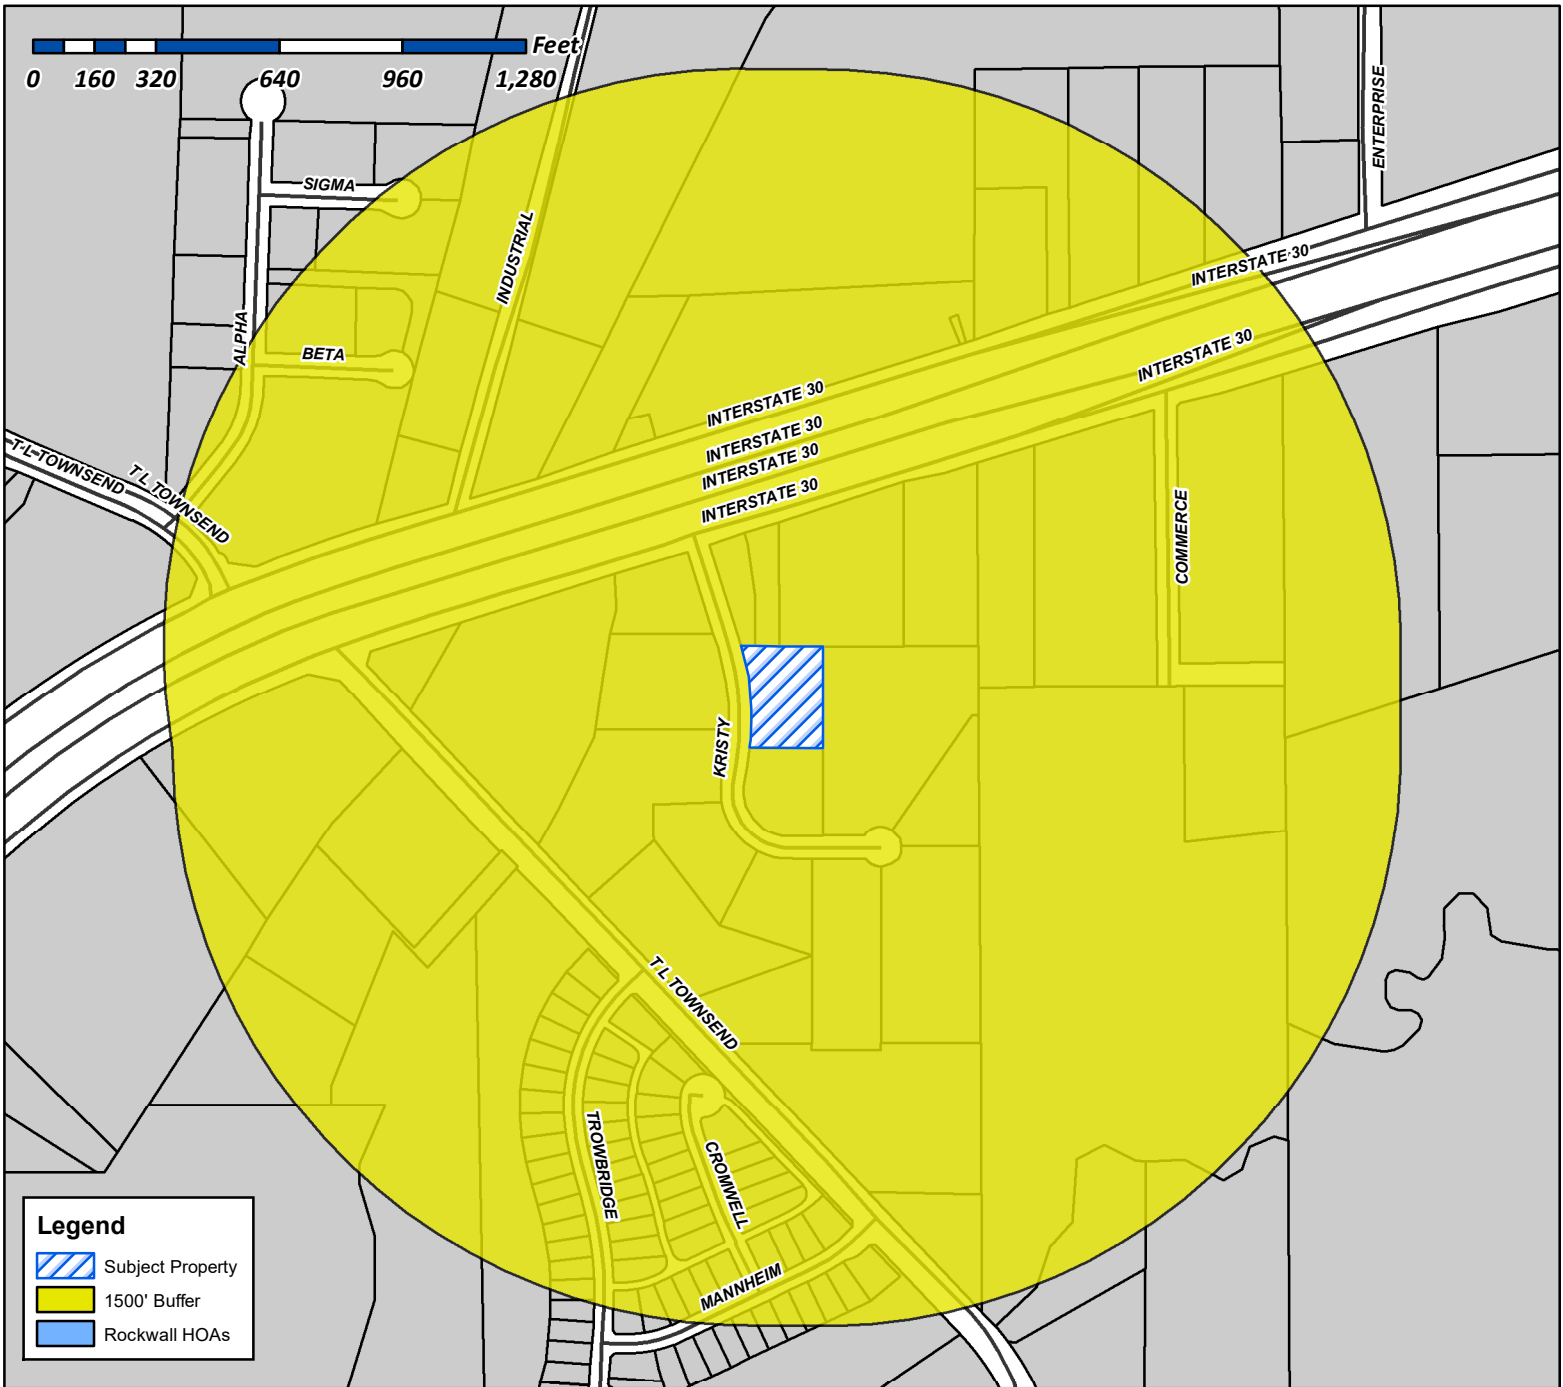 Feet
0 160 320 640 960 1,280
ENTERPRISE
SIGMA
INDUSTRIAL
INTERSTATE 30
ALPHA
BETA
INTERSTATE 30
INTERSTATE 30
INTERSTATE 30
INTERSTATE 30
INTERSTATE 30
T L TOWNSEND
T L TOWNSEND
COMMERCE
KRISTY
T L TOWNSEND
TROWBRIDGE
CROMWELL
MANNHEIM
Legend
Subject Property
1500' Buffer
Rockwall HOAs